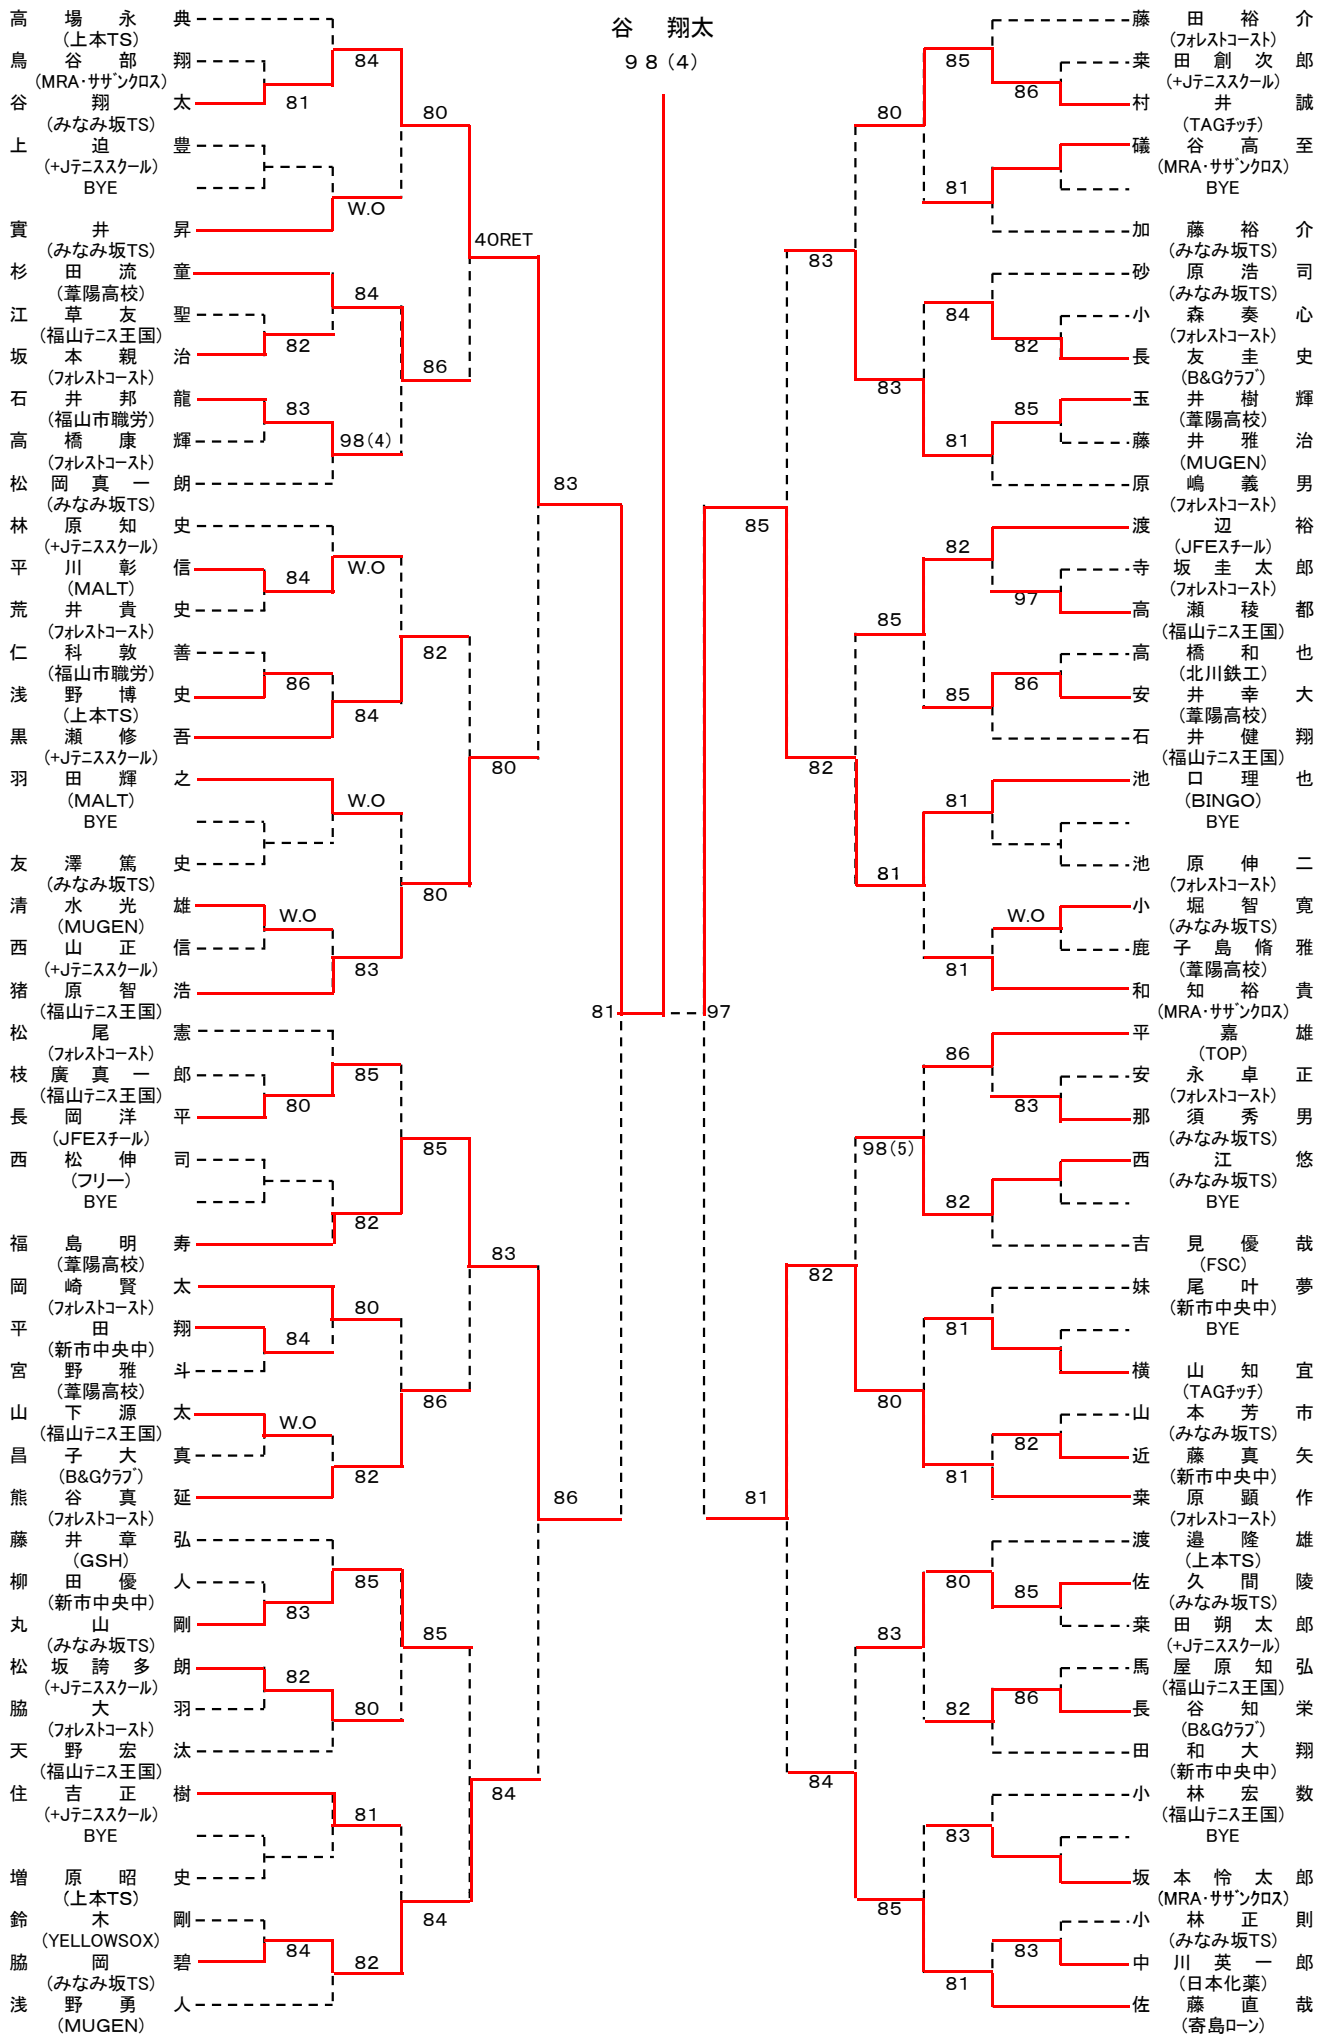 谷 翔太
98(4)
高場永典
(上本TS)
鳥谷部翔
(MRA・ササンクロス)
谷翔太
(みなみ坂TS)
上迫豊
(+Jテニススクール)
BYE
實井昇
(みなみ坂TS)
杉田流童
(葦陽高校)
江草友聖
(福山テニス王国)
坂本親治
(フォレストコースト)
石井邦龍
(福山市職労)
高橋康輝
(フォレストコースト)
松岡真一朗
(みなみ坂TS)
林原知史
(+Jテニススクール)
平川彰信
(MALT)
荒井貴史
(フォレストコースト)
仁科敦善
(福山市職労)
浅野博史
(上本TS)
黒瀬修吾
(+Jテニススクール)
羽田輝之
(MALT)
BYE
友澤篤史
(みなみ坂TS)
清水光雄
(MUGEN)
西山正信
(+Jテニススクール)
猪原智浩
(福山テニス王国)
松尾憲
(フォレストコースト)
枝廣真一郎
(福山テニス王国)
長岡洋平
(JFEスチール)
西松伸司
(フリー)
BYE
福島明寿
(葦陽高校)
岡崎賢太
(フォレストコースト)
平田翔
(新市中央中)
宮野雅斗
(葦陽高校)
山下源太
(福山テニス王国)
昌子大真
(B&Gクラブ)
熊谷真延
(フォレストコースト)
藤井章弘
(GSH)
柳田優人
(新市中央中)
丸山剛
(みなみ坂TS)
松坂誇多朗
(+Jテニススクール)
脇大羽
(フォレストコースト)
天野宏汰
(福山テニス王国)
住吉正樹
(+Jテニススクール)
BYE
増原昭史
(上本TS)
鈴木剛
(YELLOWSOX)
脇岡碧
(みなみ坂TS)
浅野勇人
(MUGEN)
84
81
80
W.O
40RET
84
82
86
83
98(4)
83
84
W.O
82
86
84
80
W.O
80
W.O
83
81
85
80
85
82
83
80
84
86
W.O
82
86
85
83
85
82
80
84
81
84
84
82
97
85
86
80
81
83
84
82
83
85
81
85
82
97
85
86
85
82
81
81
W.O
81
86
83
98(5)
82
82
81
80
82
81
81
80
85
83
86
82
84
83
85
83
81
藤田裕介
(フォレストコースト)
桒田創次郎
(+Jテニススクール)
村井誠
(TAGチッチ)
礒谷高至
(MRA・サザンクロス)
BYE
加藤裕介
(みなみ坂TS)
砂原浩司
(みなみ坂TS)
小森奏心
(フォレストコースト)
長友圭史
(B&Gクラブ)
玉井樹輝
(葦陽高校)
藤井雅治
(MUGEN)
原嶋義男
(フォレストコースト)
渡辺裕
(JFEスチール)
寺坂圭太郎
(フォレストコースト)
高瀬稜都
(福山テニス王国)
高橋和也
(北川鉄工)
安井幸大
(葦陽高校)
石井健翔
(福山テニス王国)
池口理也
(BINGO)
BYE
池原伸二
(フォレストコースト)
小堀智寛
(みなみ坂TS)
鹿子島脩雅
(葦陽高校)
和知裕貴
(MRA・サザンクロス)
平嘉雄
(TOP)
安永卓正
(フォレストコースト)
那須秀男
(みなみ坂TS)
西江悠
(みなみ坂TS)
BYE
吉見優哉
(FSC)
妹尾叶夢
(新市中央中)
BYE
横山知宜
(TAGチッチ)
山本芳市
(みなみ坂TS)
近藤真矢
(新市中央中)
桒原顕作
(フォレストコースト)
渡邉隆雄
(上本TS)
佐久間陵
(みなみ坂TS)
桒田朔太郎
(+Jテニススクール)
馬屋原知弘
(福山テニス王国)
長谷知栄
(B&Gクラブ)
田和大翔
(新市中央中)
小林宏数
(福山テニス王国)
BYE
坂本怜太郎
(MRA・サザンクロス)
小林正則
(みなみ坂TS)
中川英一郎
(日本化薬)
佐藤直哉
(寄島ローン)